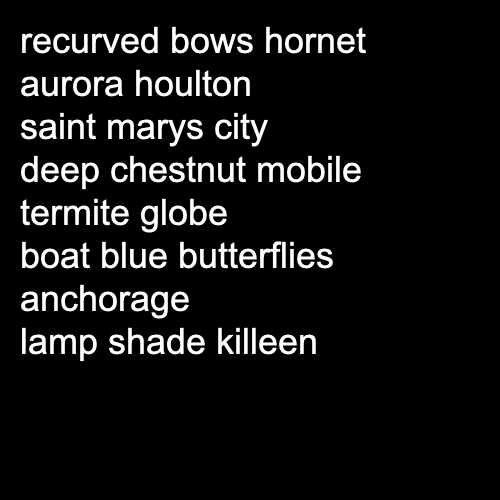 recurved bows hornet
aurora houlton
saint marys city
deep chestnut mobile
termite globe
boat blue butterflies
anchorage
lamp shade killeen